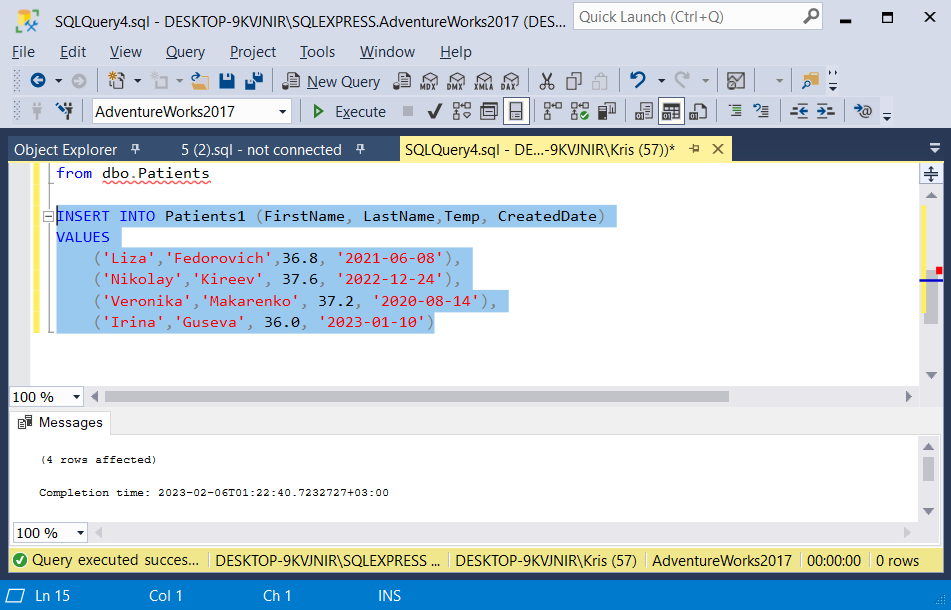 SQLQuery4.sql - DESKTOP-9KVJNIR\SQLEXPRESS.AdventureWorks2017 (DES...
Quick Launch (Ctrl+Q)
File Edit View Query Project Tools Window Help
New Query MDX DMX XMLA DAX
AdventureWorks2017 Execute
Object Explorer 5 (2).sql - not connected SQLQuery4.sql - DE...-9KVJNIR\Kris (57))*
from dbo.Patients
INSERT INTO Patients1 (FirstName, LastName,Temp, CreatedDate)
VALUES
('Liza','Fedorovich',36.8, '2021-06-08'),
('Nikolay','Kireev', 37.6, '2022-12-24'),
('Veronika','Makarenko', 37.2, '2020-08-14'),
('Irina','Guseva', 36.0, '2023-01-10')
100 %
Messages
(4 rows affected)
Completion time: 2023-02-06T01:22:40.7232727+03:00
100 %
Query executed succes... DESKTOP-9KVJNIR\SQLEXPRESS ... DESKTOP-9KVJNIR\Kris (57) AdventureWorks2017 00:00:00 0 rows
Ln 15 Col 1 Ch 1 INS